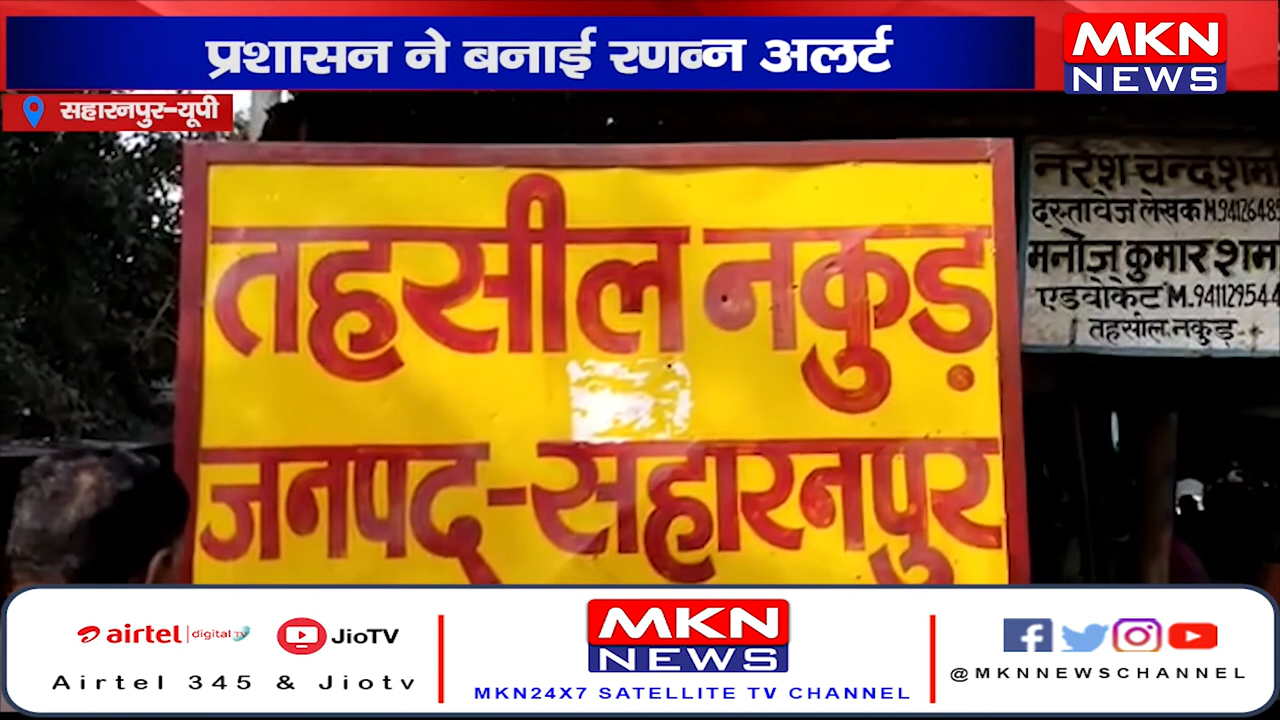 प्रशासन ने बनाई रणन्न अलर्ट
MKN
NEWS
सहारनपुर-यूपी
तहसील नकुड़
जनपद-सहारनपुर
नरेश चन्द शर्मा
दस्तावेज लेखक M.9412648
मनोज कुमार शर्मा
एडवोकेट M.941129544
तहसील नकुड़
airtel digital TV
JioTV
Airtel 345 & Jiotv
MKN
NEWS
MKN24X7 SATELLITE TV CHANNEL
@MKNNEWSCHANNEL